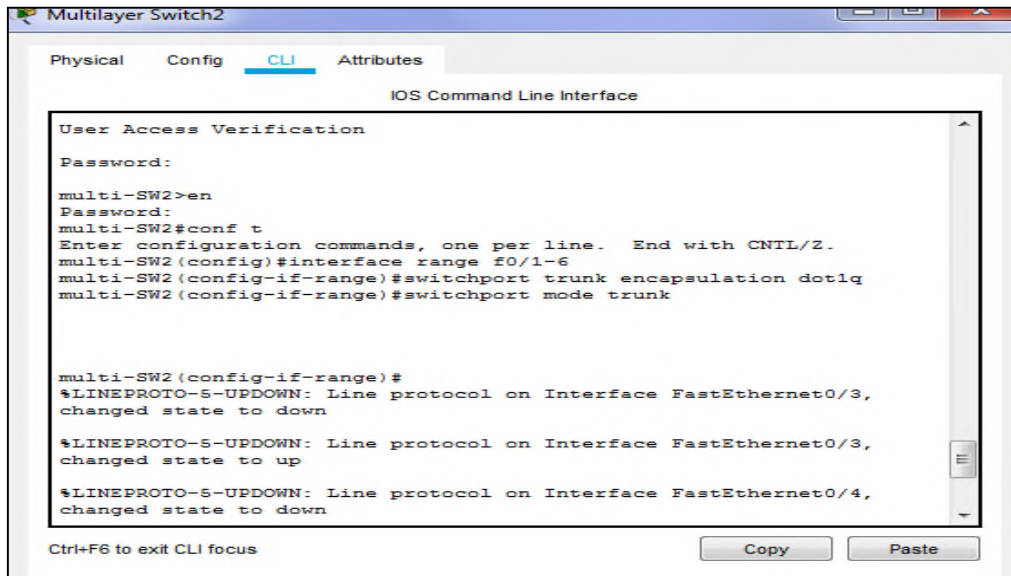 Multilayer Switch2
Physical Config CLI Attributes
IOS Command Line Interface
User Access Verification
Password:
multi-SW2>en
Password:
multi-SW2#conf t
Enter configuration commands, one per line. End with CNTL/Z.
multi-SW2(config)#interface range f0/1-6
multi-SW2(config-if-range)#switchport trunk encapsulation dot1q
multi-SW2(config-if-range)#switchport mode trunk
multi-SW2(config-if-range)#
%LINEPROTO-5-UPDOWN: Line protocol on Interface FastEthernet0/3,
changed state to down
%LINEPROTO-5-UPDOWN: Line protocol on Interface FastEthernet0/3,
changed state to up
%LINEPROTO-5-UPDOWN: Line protocol on Interface FastEthernet0/4,
changed state to down
Ctrl+F6 to exit CLI focus
Copy Paste